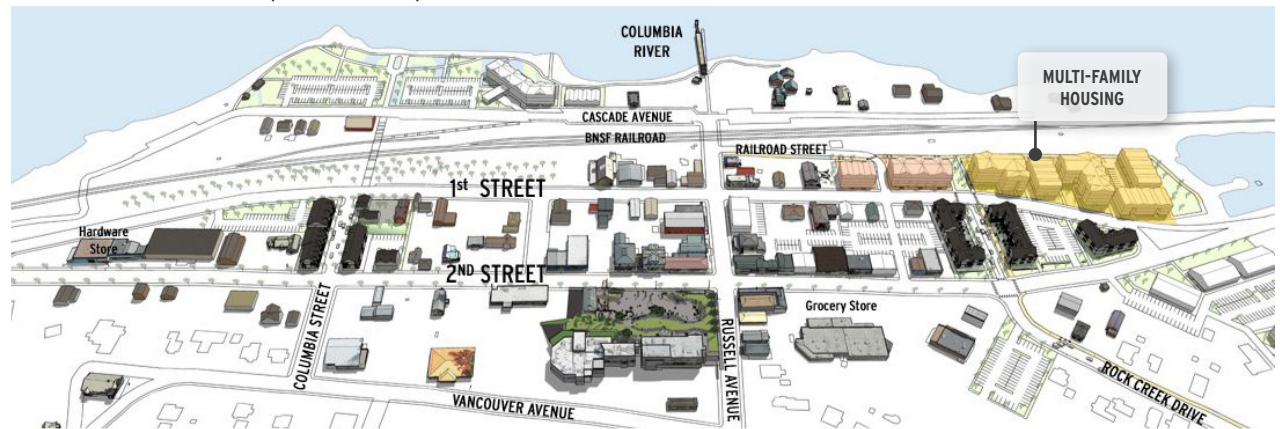 COLUMBIA
RIVER
MULTI-FAMILY
HOUSING
CASCADE AVENUE
BNSF RAILROAD
RAILROAD STREET
1st STREET
Hardware
Store
2ND STREET
Grocery Store
COLUMBIA STREET
RUSSELL AVENUE
ROCK CREEK DRIVE
VANCOUVER AVENUE